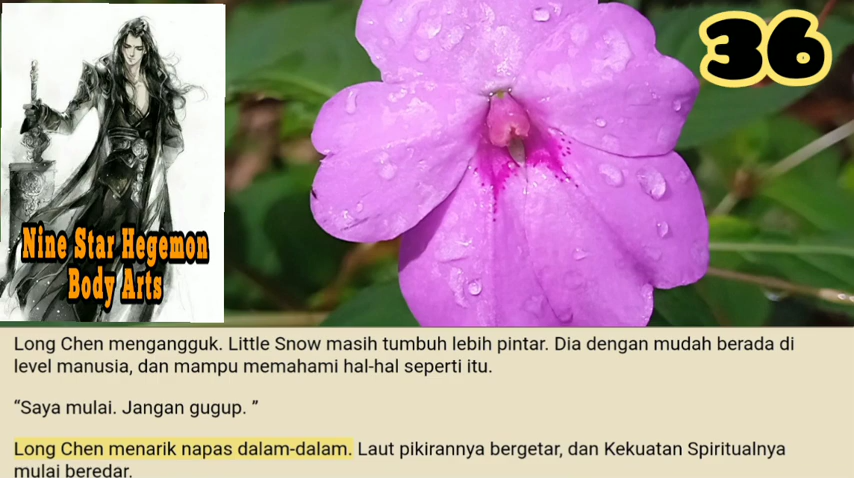 36
Nine Star Hegemon
Body Arts
Long Chen mengangguk. Little Snow masih tumbuh lebih pintar. Dia dengan mudah berada di
level manusia, dan mampu memahami hal-hal seperti itu.
“Saya mulai. Jangan gugup. ”
Long Chen menarik napas dalam-dalam. Laut pikirannya bergetar, dan Kekuatan Spiritualnya
mulai beredar.